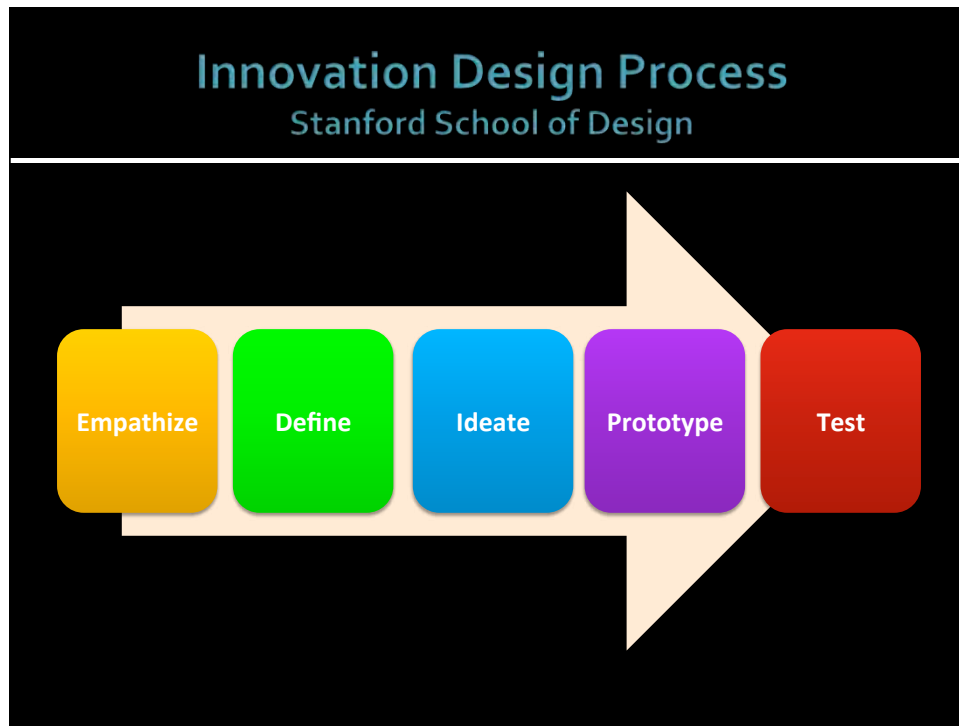 Innovation Design Process
Stanford School of Design
Empathize
Define
Ideate
Prototype
Test